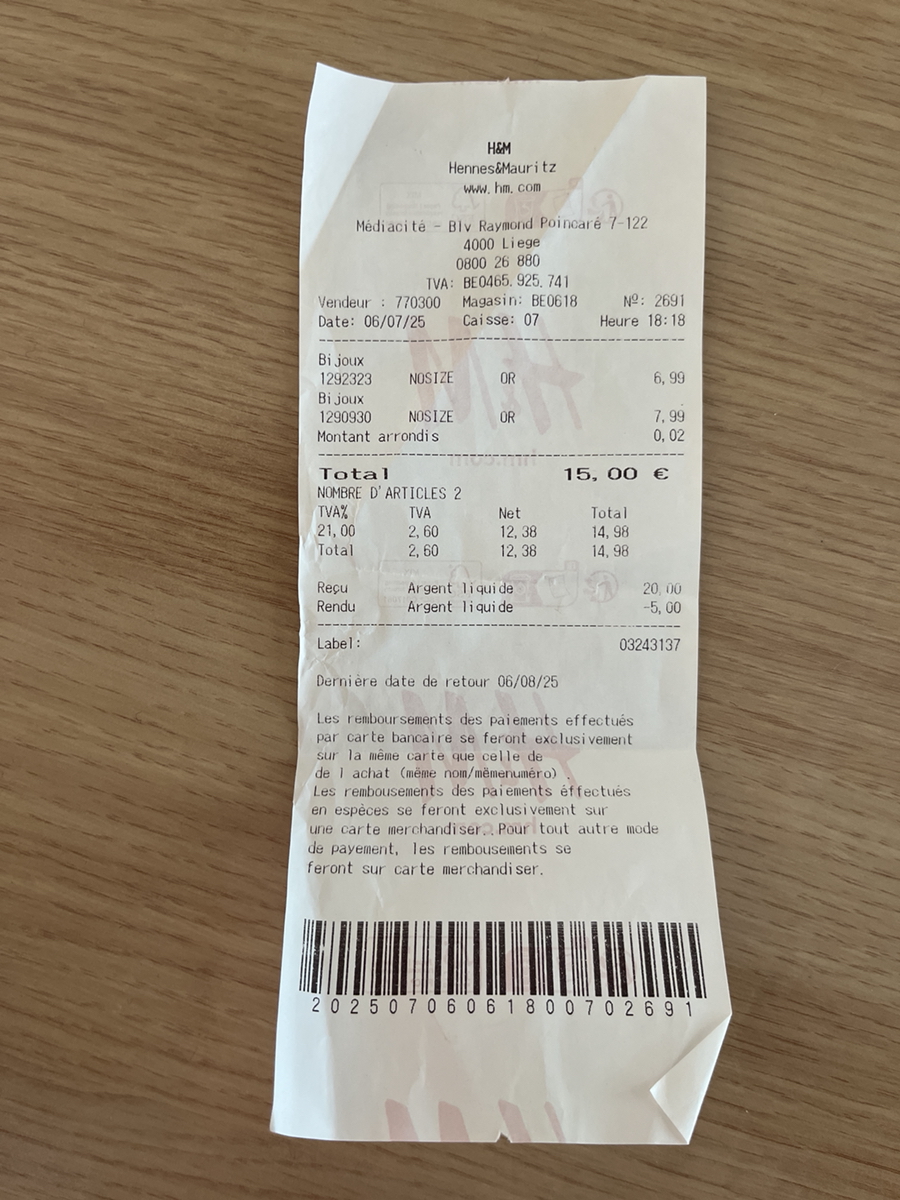 H&M
Hennes&Mauritz
www.hm.com
Médiacité - Blv Raymond Poincaré 7-122
4000 Liege
0800 26 880
TVA: BE0465.925.741
Vendeur : 770300 Magasin: BE0618 Nº: 2691
Date: 06/07/25 Caisse: 07 Heure 18:18
Bijoux
1292323 NOSIZE OR 6,99
Bijoux
1290930 NOSIZE OR 7,99
Montant arrondis 0,02
Total 15,00 €
NOMBRE D'ARTICLES 2
TVA% TVA Net Total
21,00 2,60 12,38 14,98
Total 2,60 12,38 14,98
Reçu Argent liquide 20,00
Rendu Argent liquide -5,00
Label: 03243137
Dernière date de retour 06/08/25
Les remboursements des paiements effectués
par carte bancaire se feront exclusivement
sur la même carte que celle de
de l achat (même nom/mêmenuméro) .
Les rembousements des paiements éffectués
en espèces se feront exclusivement sur
une carte merchandiser..Pour tout autre mode
de payement, les rembousements se
feront sur carte merchandiser.
20250706061800702691